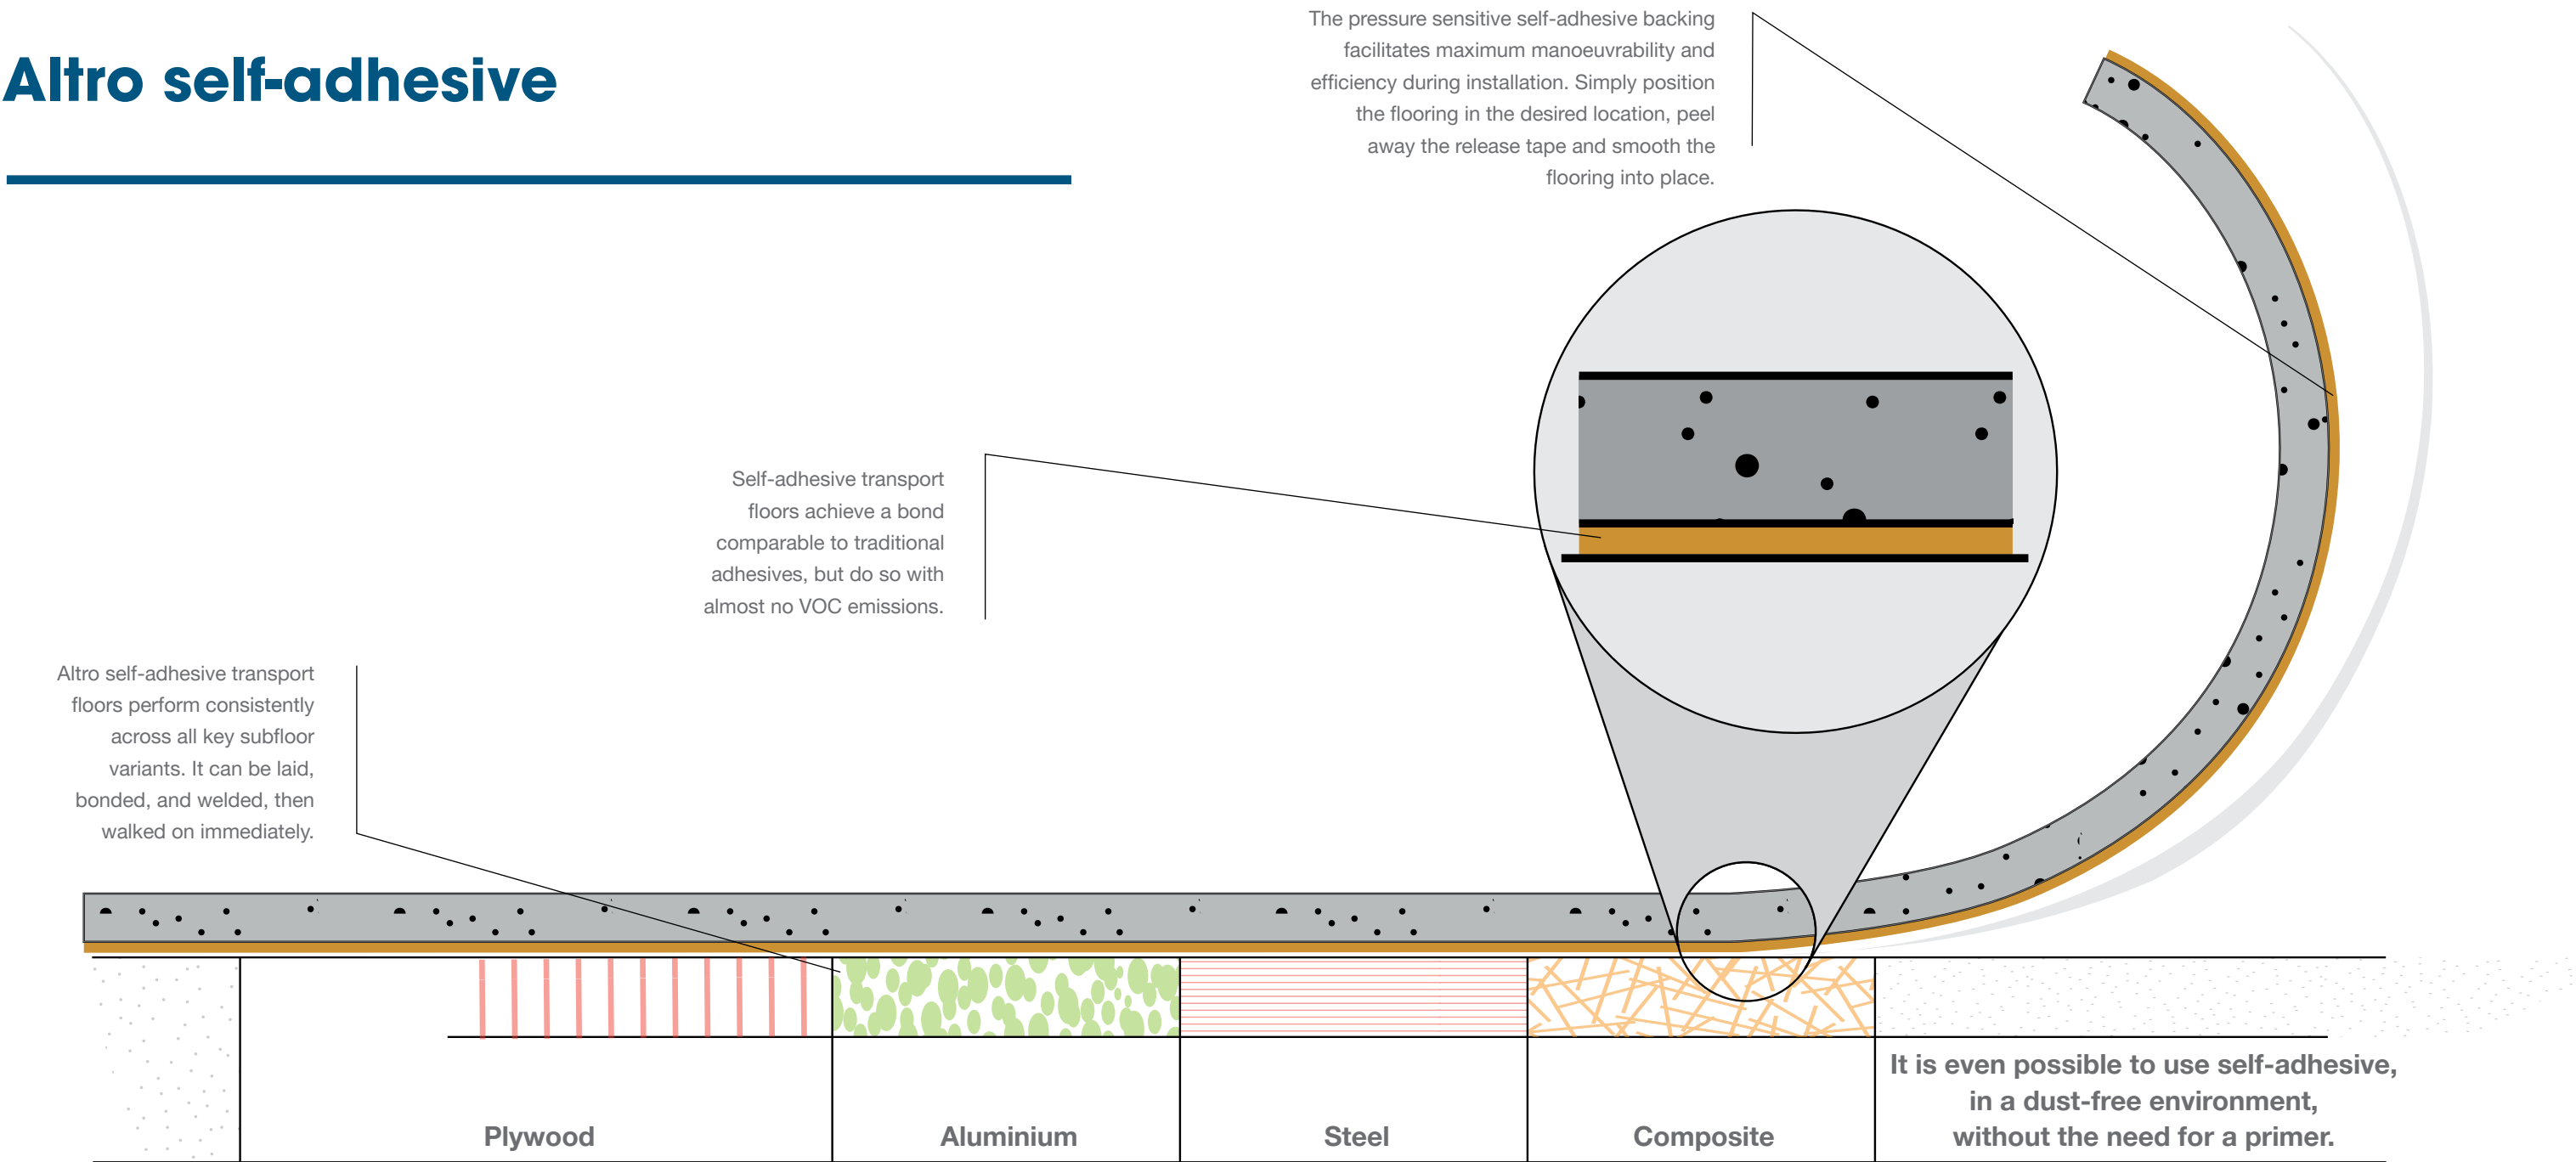 Altro self-adhesive
The pressure sensitive self-adhesive backing
facilitates maximum manoeuvrability and
efficiency during installation. Simply position
the flooring in the desired location, peel
away the release tape and smooth the
flooring into place.
Self-adhesive transport
floors achieve a bond
comparable to traditional
adhesives, but do so with
almost no VOC emissions.
Altro self-adhesive transport
floors perform consistently
across all key subfloor
variants. It can be laid,
bonded, and welded, then
walked on immediately.
Plywood
Aluminium
Steel
Composite
It is even possible to use self-adhesive,
in a dust-free environment,
without the need for a primer.